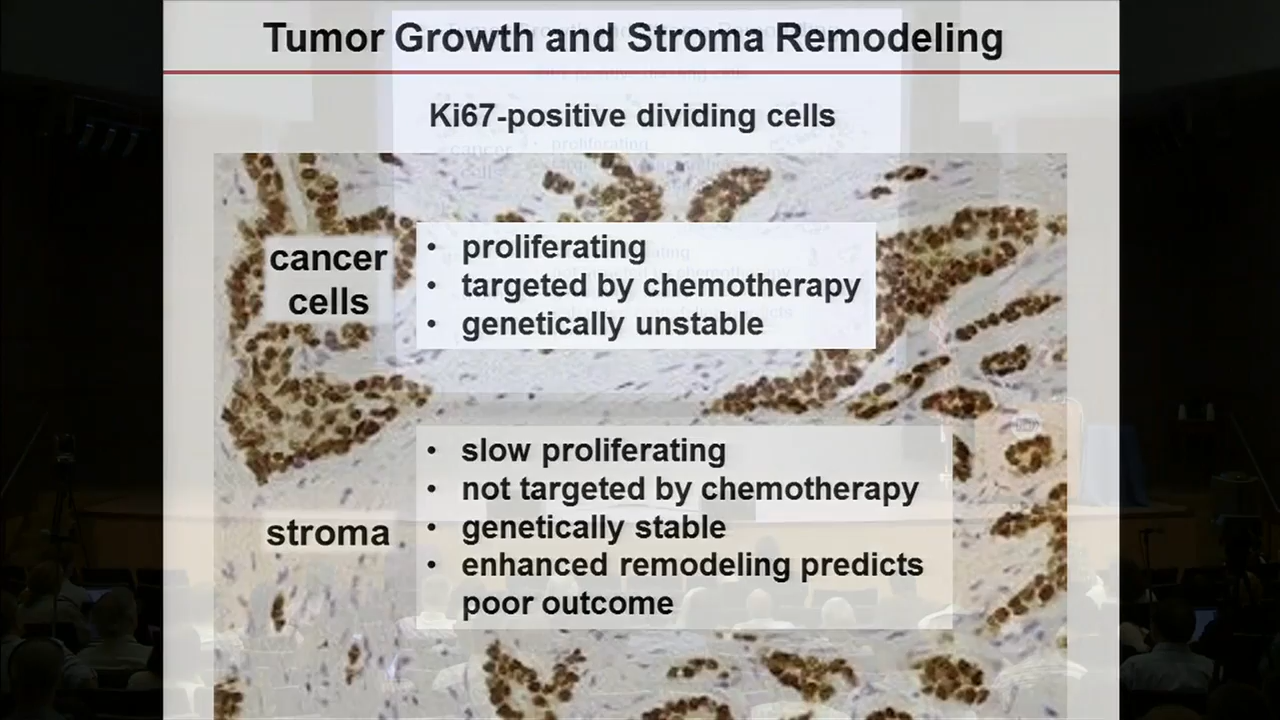 Tumor Growth and Stroma Remodeling
Ki67-positive dividing cells
cancer
cells
• proliferating
• targeted by chemotherapy
• genetically unstable
stroma
• slow proliferating
• not targeted by chemotherapy
• genetically stable
• enhanced remodeling predicts
poor outcome